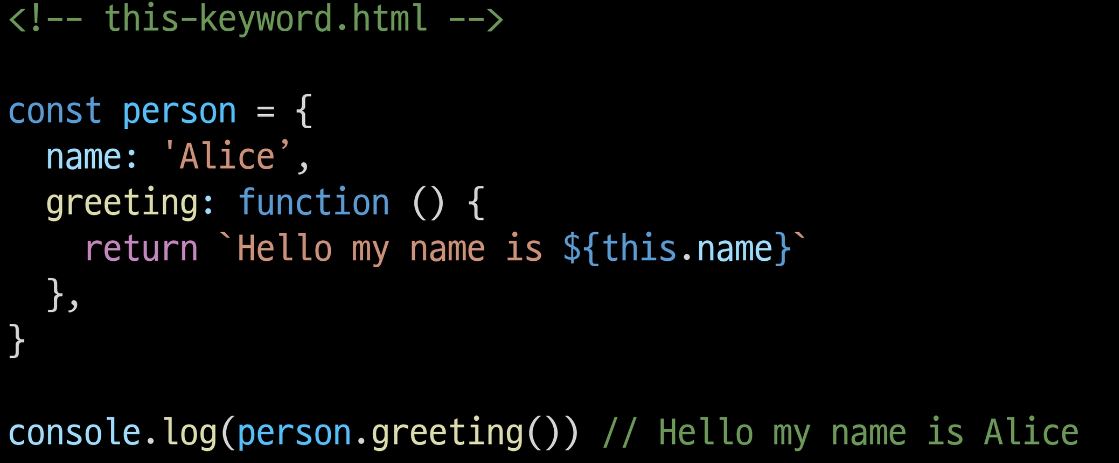 <!-- this-keyword.html -->
const person = {
  name: 'Alice’,
  greeting: function () {
    return `Hello my name is ${this.name}`
  },
}
console.log(person.greeting()) // Hello my name is Alice